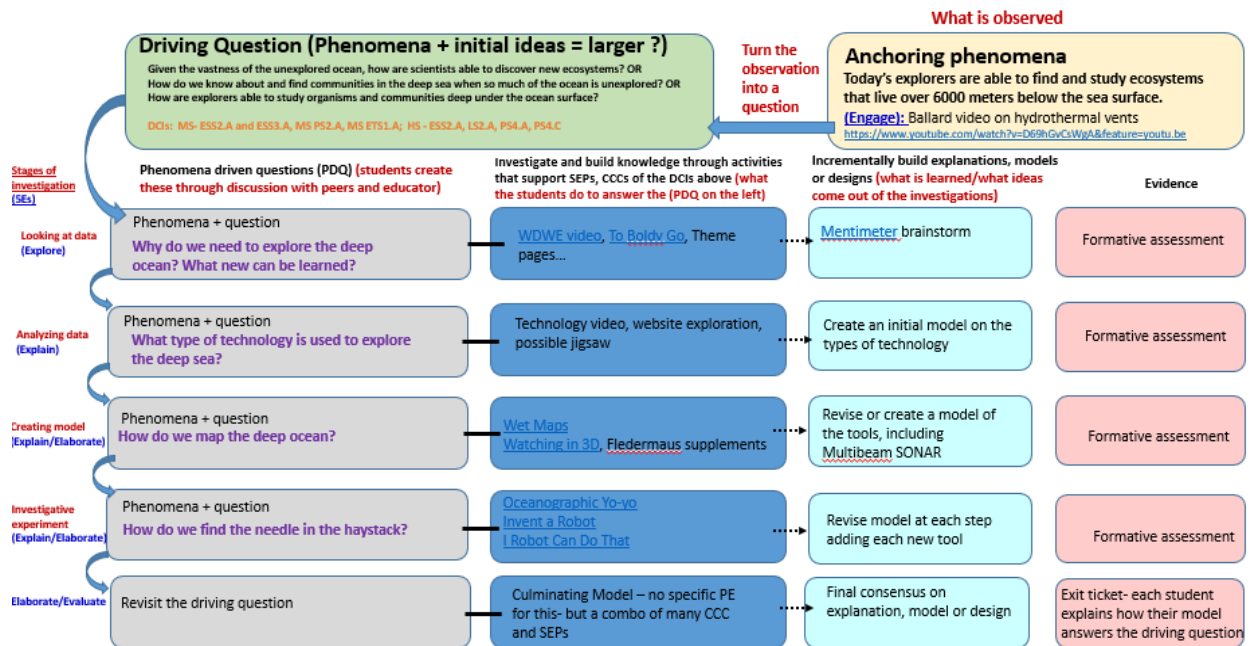 What is observed
Driving Question (Phenomena + initial ideas = larger ?)
Given the vastness of the unexplored ocean, how are scientists able to discover new ecosystems? OR
How do we know about and find communities in the deep sea when so much of the ocean is unexplored? OR
How are explorers able to study organisms and communities deep under the ocean surface?
DCIs:  MS- ESS2.A and ESS3.A, MS PS2.A, MS ETS1.A;  HS - ESS2.A, LS2.A, PS4.A, PS4.C
Turn the
observation
into a
question
Anchoring phenomena
Today's explorers are able to find and study ecosystems
that live over 6000 meters below the sea surface.
(Engage): Ballard video on hydrothermal vents
https://www.youtube.com/watch?v=D69hGvCsWgA&feature=youtu.be
Stages of
investigation
(5Es)
Phenomena driven questions (PDQ) (students create
these through discussion with peers and educator)
Investigate and build knowledge through activities
that support SEPs, CCCs of the DCIs above (what
the students do to answer the (PDQ on the left)
Incrementally build explanations, models
or designs (what is learned/what ideas
come out of the investigations)
Evidence
Looking at data
(Explore)
Phenomena + question
Why do we need to explore the deep
ocean? What new can be learned?
WDWE video, To Boldy Go, Theme
pages...
Mentimeter brainstorm
Formative assessment
Analyzing data
(Explain)
Phenomena + question
What type of technology is used to explore
the deep sea?
Technology video, website exploration,
possible jigsaw
Create an initial model on the
types of technology
Formative assessment
Creating model
(Explain/Elaborate)
Phenomena + question
How do we map the deep ocean?
Wet Maps
Watching in 3D, Fledermaus supplements
Revise or create a model of
the tools, including
Multibeam SONAR
Formative assessment
Investigative
experiment
(Explain/Elaborate)
Phenomena + question
How do we find the needle in the haystack?
Oceanographic Yo-yo
Invent a Robot
I Robot Can Do That
Revise model at each step
adding each new tool
Formative assessment
Elaborate/Evaluate
Revisit the driving question
Culminating Model – no specific PE
for this- but a combo of many CCC
and SEPs
Final consensus on
explanation, model or design
Exit ticket- each student
explains how their model
answers the driving question